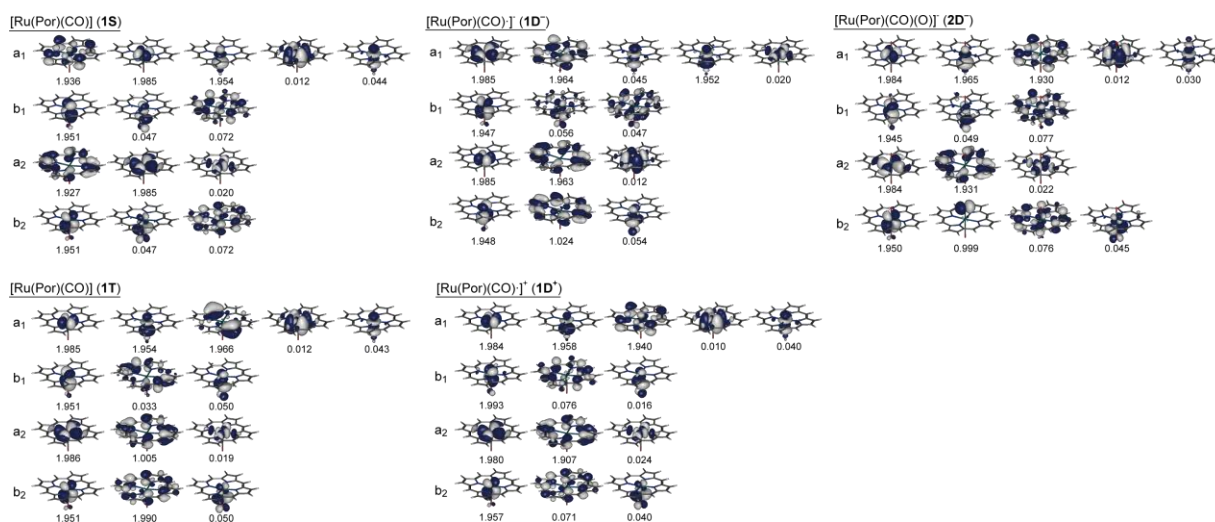 [Ru(Por)(CO)] (1S)
a1
1.936 1.985 1.954 0.012 0.044
b1
1.951 0.047 0.072
a2
1.927 1.985 0.020
b2
1.951 0.047 0.072
[Ru(Por)(CO)·]⁻ (1D⁻)
a1
1.985 1.964 0.045 1.952 0.020
b1
1.947 0.056 0.047
a2
1.985 1.963 0.012
b2
1.948 1.024 0.054
[Ru(Por)(CO)(O)]⁻ (2D⁻)
a1
1.984 1.965 1.930 0.012 0.030
b1
1.945 0.049 0.077
a2
1.984 1.931 0.022
b2
1.950 0.999 0.076 0.045
[Ru(Por)(CO)] (1T)
a1
1.985 1.954 1.966 0.012 0.043
b1
1.951 0.033 0.050
a2
1.986 1.005 0.019
b2
1.951 1.990 0.050
[Ru(Por)(CO)·]⁺ (1D⁺)
a1
1.984 1.958 1.940 0.010 0.040
b1
1.993 0.076 0.016
a2
1.980 1.907 0.024
b2
1.957 0.071 0.040